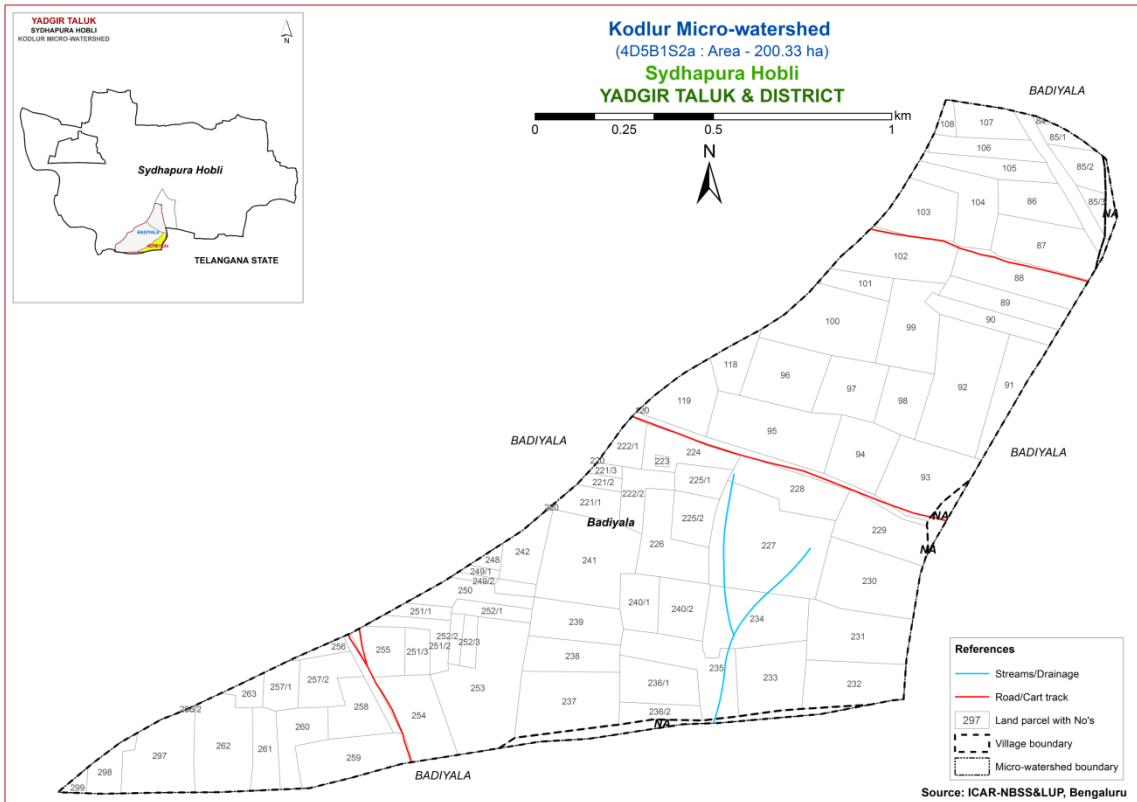 YADGIR TALUK
SYDHAPURA HOBLI
KODLUR MICRO-WATERSHED
N
Sydhapura Hobli
BADIYALA
4D5B1S2a
TELANGANA STATE
Kodlur Micro-watershed
(4D5B1S2a : Area - 200.33 ha)
Sydhapura Hobli
YADGIR TALUK & DISTRICT
0 0.25 0.5 1 km
N
BADIYALA
108 107 84 85/1
106
105 85/2
104 86 85/3
103 NA
87
102
88
101
89
100 99 90
118 96 97 98 92 91
119
120
95
BADIYALA
BADIYALA
222/1 224
94
93
220 223
221/3 225/1
221/2 222/2 228
221/1 NA
Badiyala 225/2 229
NA
226 227
242 241
248
249/1
249/2
250 230
251/1 252/1 240/1 240/2
239 234
231
252/2
256 255 251/3 251/2 252/3
238
235
236/1 233 232
263 257/1 257/2 253
237
258 254 236/2
NA
262 261 260
297
259
298
299
BADIYALA
References
Streams/Drainage
Road/Cart track
297 Land parcel with No's
Village boundary
Micro-watershed boundary
Source: ICAR-NBSS&LUP, Bengaluru